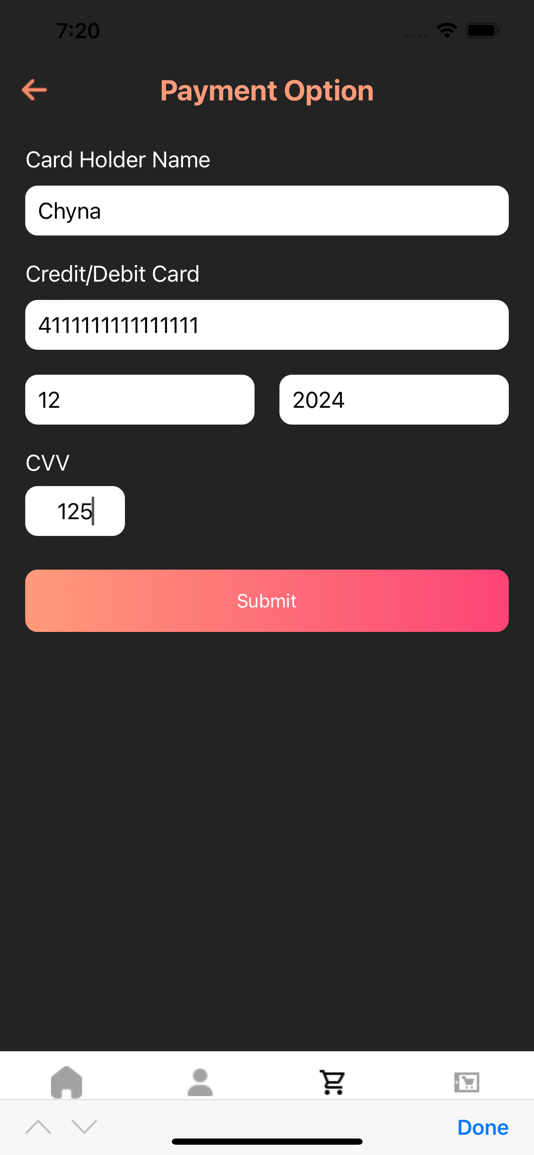 7:20
Payment Option
Card Holder Name
Chyna
Credit/Debit Card
4111111111111111
12 2024
CVV
125
Submit
Done